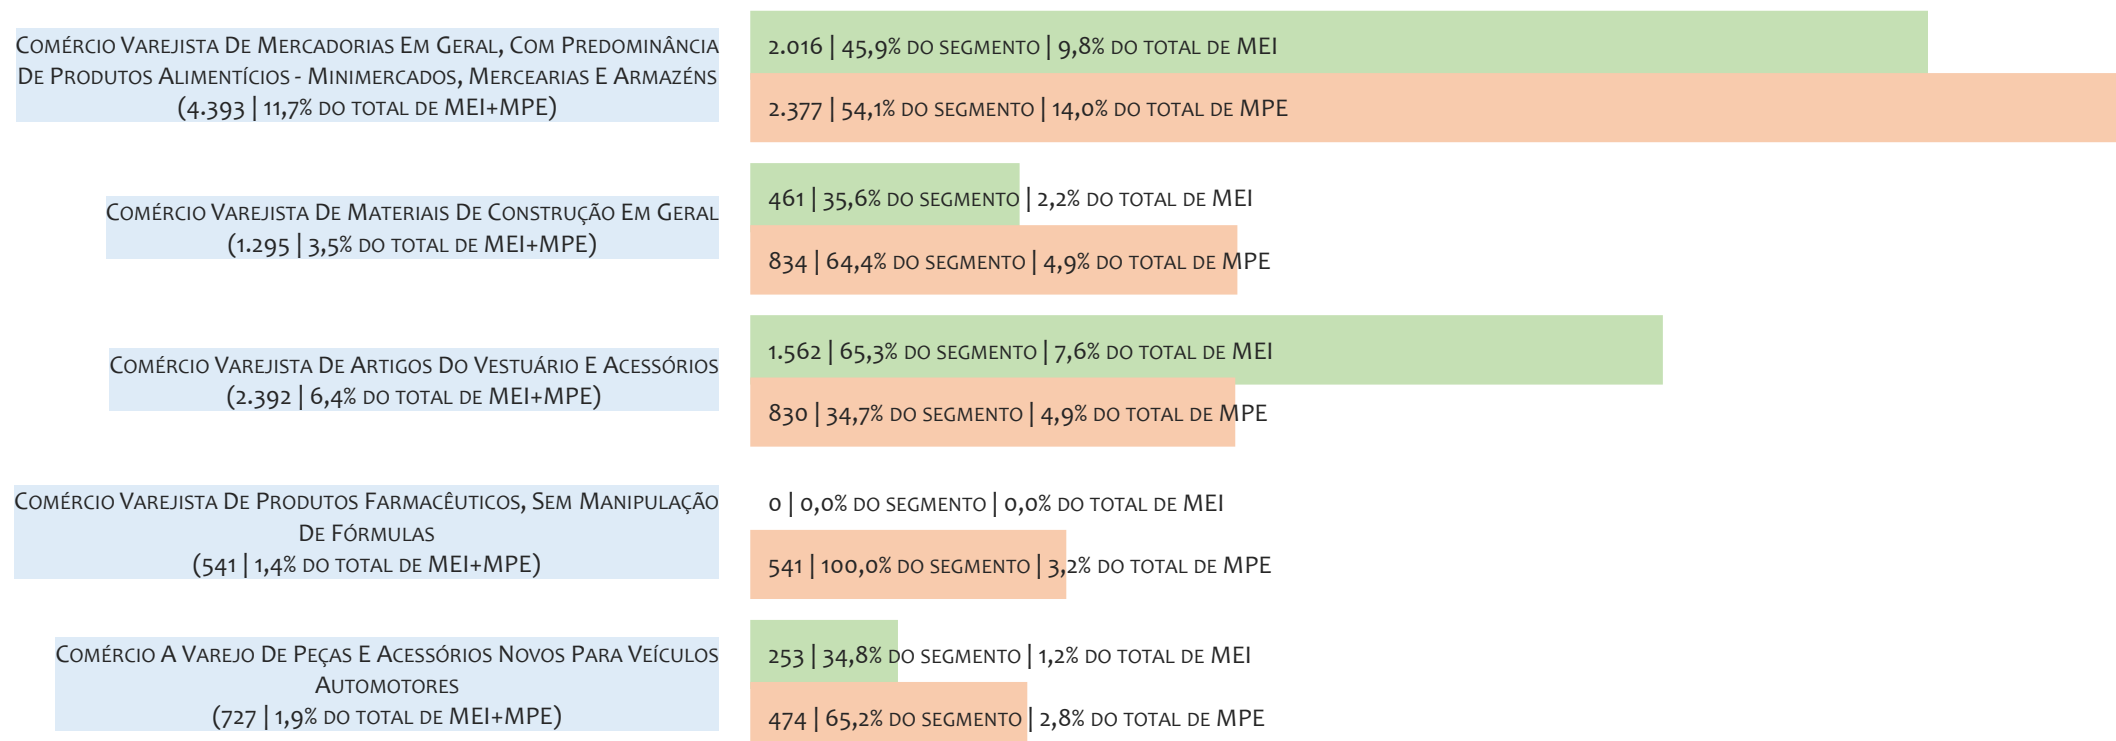 Comércio Varejista De Mercadorias Em Geral, Com Predominância
De Produtos Alimentícios - Minimercados, Mercearias E Armazéns
(4.393 | 11,7% do total de MEI+MPE)
2.016 | 45,9% do segmento | 9,8% do total de MEI
2.377 | 54,1% do segmento | 14,0% do total de MPE
Comércio Varejista De Materiais De Construção Em Geral
(1.295 | 3,5% do total de MEI+MPE)
461 | 35,6% do segmento | 2,2% do total de MEI
834 | 64,4% do segmento | 4,9% do total de MPE
Comércio Varejista De Artigos Do Vestuário E Acessórios
(2.392 | 6,4% do total de MEI+MPE)
1.562 | 65,3% do segmento | 7,6% do total de MEI
830 | 34,7% do segmento | 4,9% do total de MPE
Comércio Varejista De Produtos Farmacêuticos, Sem Manipulação
De Fórmulas
(541 | 1,4% do total de MEI+MPE)
0 | 0,0% do segmento | 0,0% do total de MEI
541 | 100,0% do segmento | 3,2% do total de MPE
Comércio A Varejo De Peças E Acessórios Novos Para Veículos
Automotores
(727 | 1,9% do total de MEI+MPE)
253 | 34,8% do segmento | 1,2% do total de MEI
474 | 65,2% do segmento | 2,8% do total de MPE